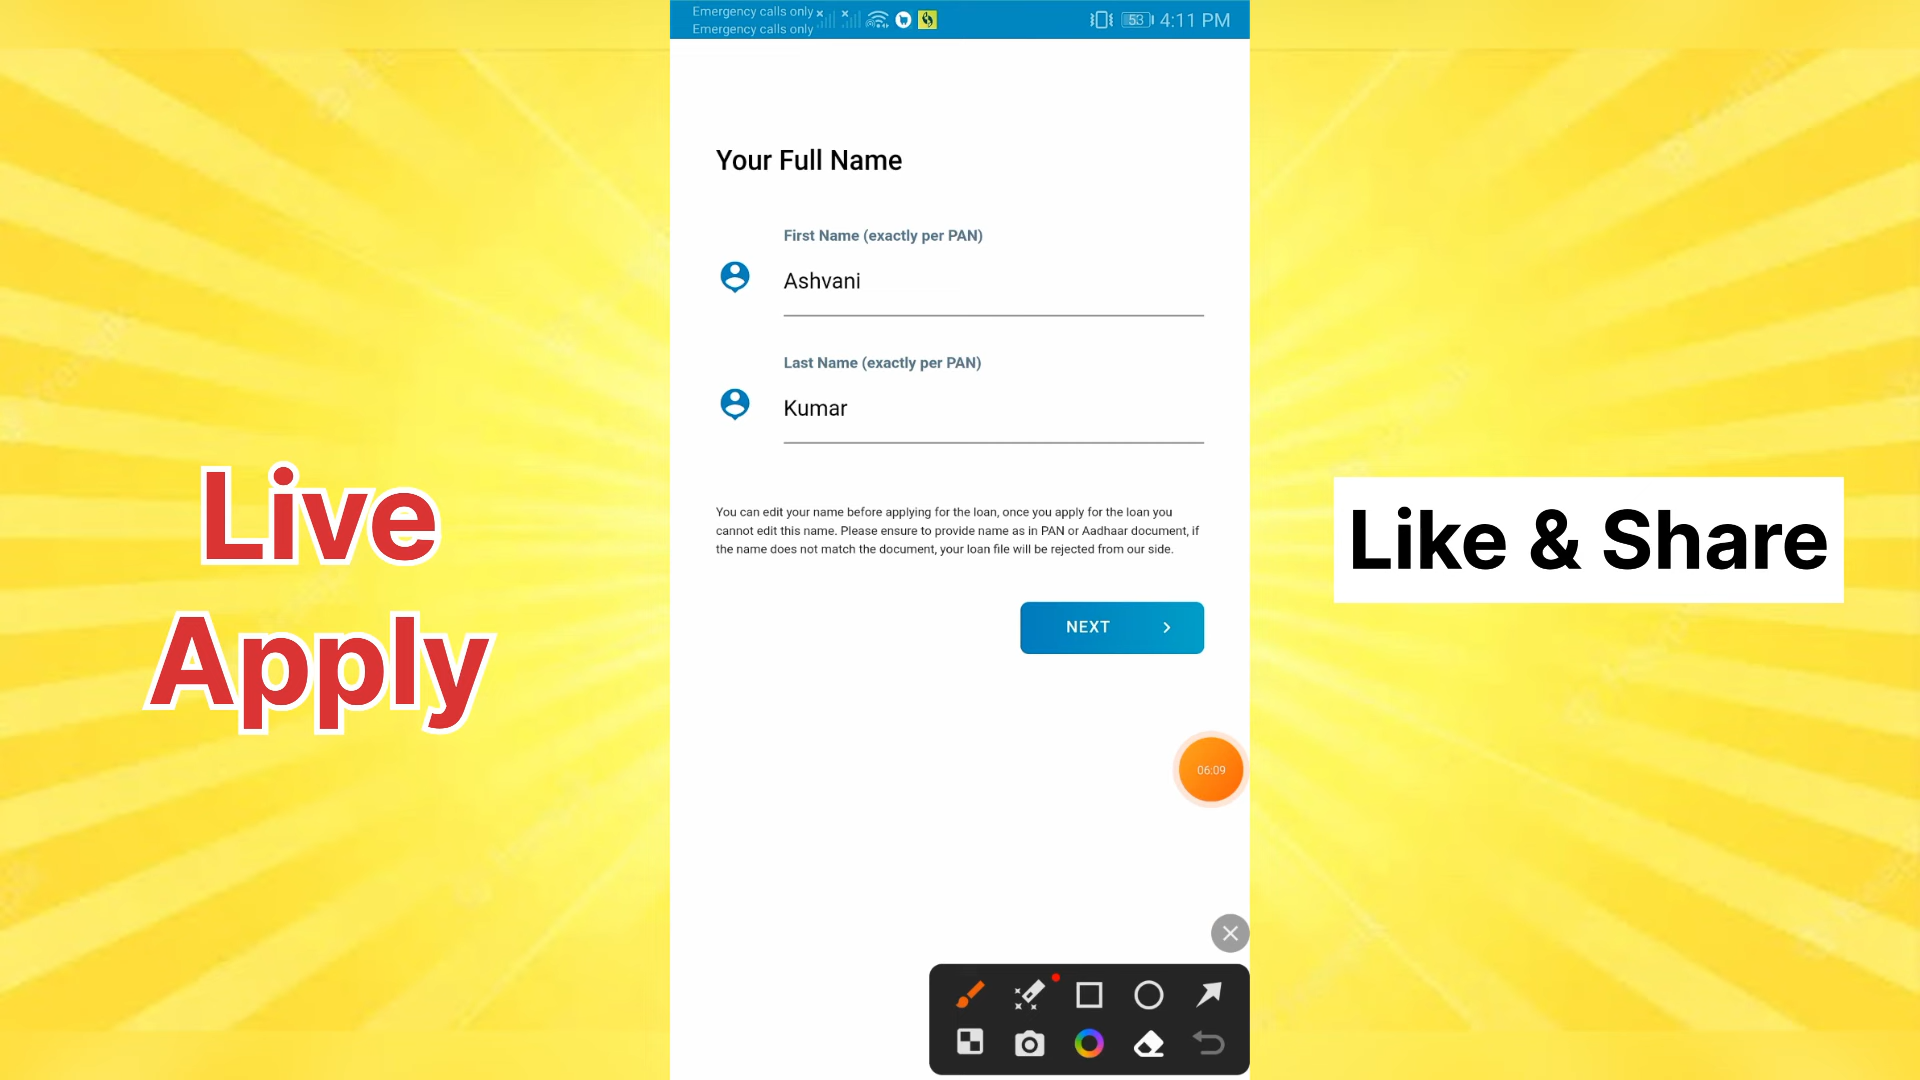 Emergency calls only
Emergency calls only
53
4:11 PM
Your Full Name
First Name (exactly per PAN)
Ashvani
Last Name (exactly per PAN)
Kumar
You can edit your name before applying for the loan, once you apply for the loan you
cannot edit this name. Please ensure to provide name as in PAN or Aadhaar document, if
the name does not match the document, your loan file will be rejected from our side.
NEXT
06:09
Live
Apply
Like & Share